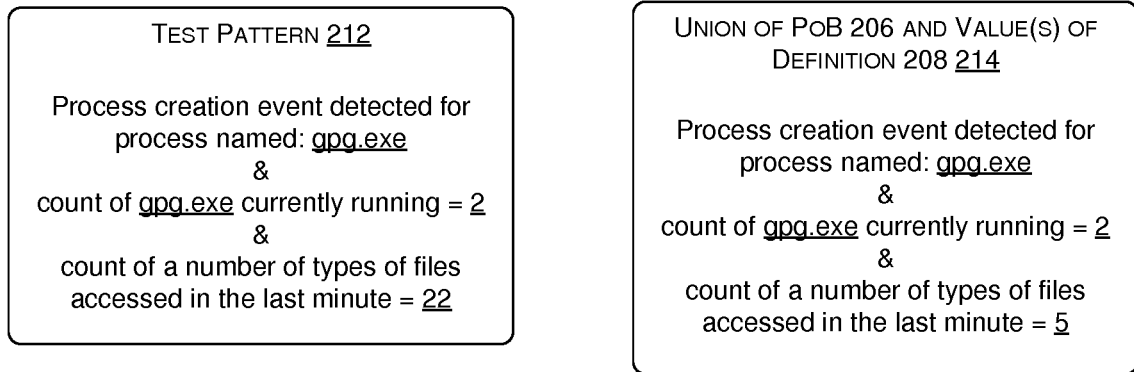 TEST PATTERN 212
Process creation event detected for
process named: gpg.exe
&
count of gpg.exe currently running = 2
&
count of a number of types of files
accessed in the last minute = 22
UNION OF POB 206 AND VALUE(S) OF
DEFINITION 208 214
Process creation event detected for
process named: gpg.exe
&
count of gpg.exe currently running = 2
&
count of a number of types of files
accessed in the last minute = 5